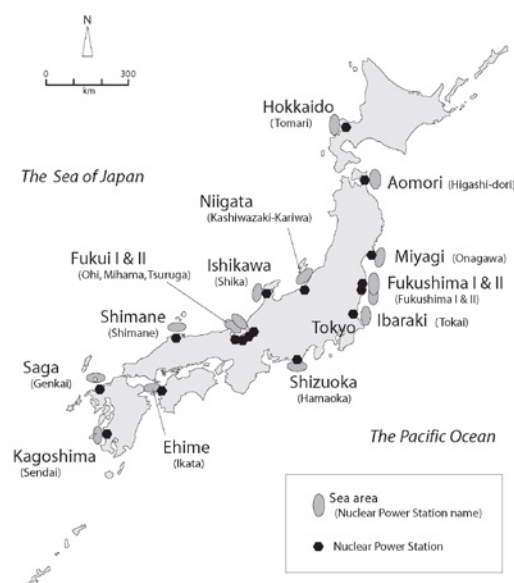 N
0
300
km
Hokkaido
(Tomari)
The Sea of Japan
Aomori (Higashi-dori)
Niigata
(Kashiwazaki-Kariwa)
Miyagi (Onagawa)
Fukui I & II
(Ohi, Mihama, Tsuruga)
Ishikawa
(Shika)
Fukushima I & II
(Fukushima I & II)
Shimane
(Shimane)
Tokyo
Ibaraki (Tokai)
Saga
(Genkai)
Shizuoka
(Hamaoka)
The Pacific Ocean
Kagoshima
(Sendai)
Ehime
(Ikata)
Sea area
(Nuclear Power Station name)
Nuclear Power Station